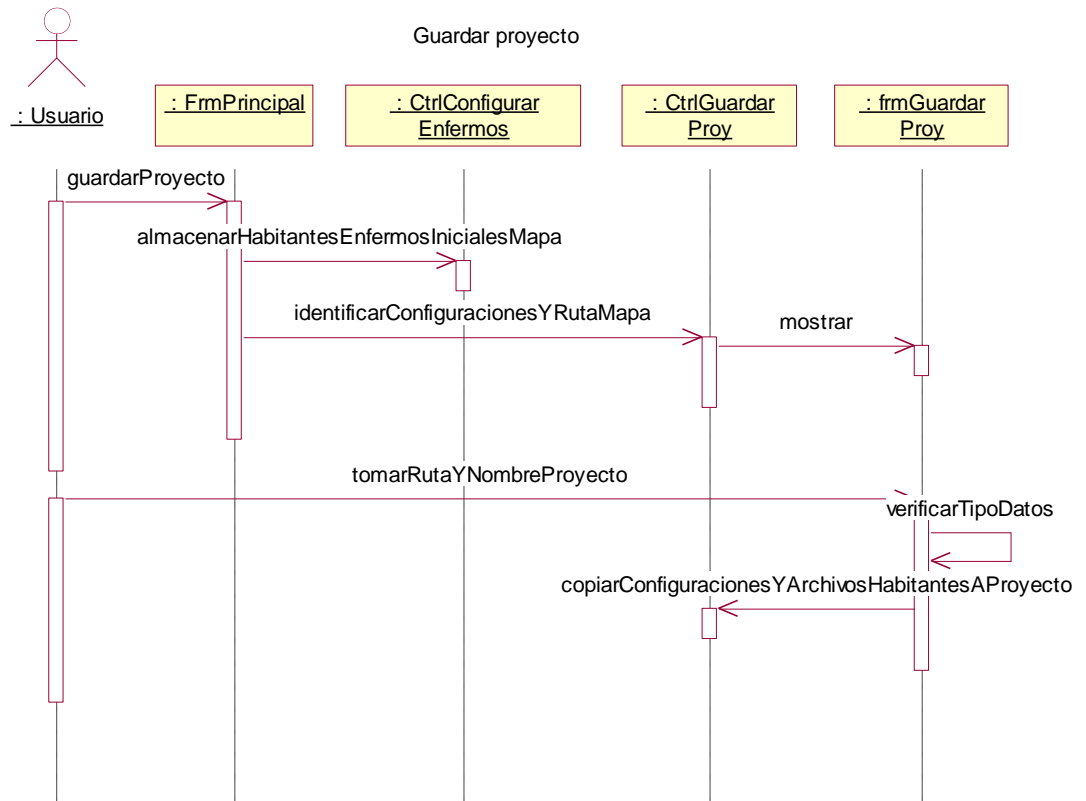 Guardar proyecto
: Usuario
: FrmPrincipal
: CtrlConfigurar
Enfermos
: CtrlGuardar
Proy
: frmGuardar
Proy
guardarProyecto
almacenarHabitantesEnfermosInicialesMapa
identificarConfiguracionesYRutaMapa
mostrar
tomarRutaYNombreProyecto
verificarTipoDatos
copiarConfiguracionesYArchivosHabitantesAProyecto